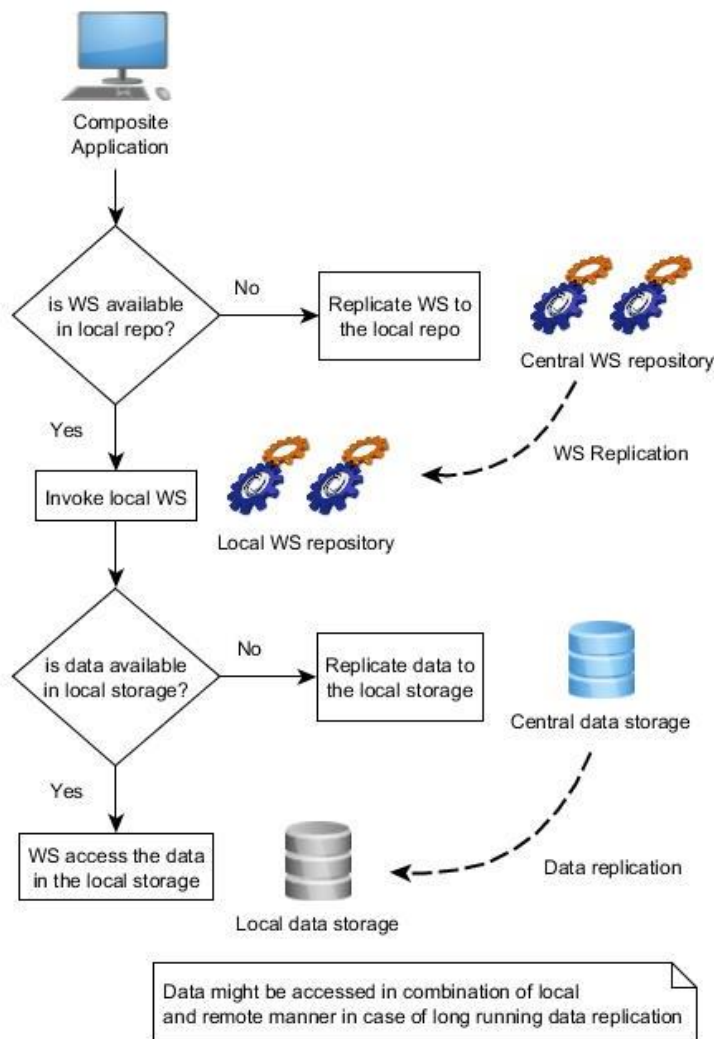 Composite
Application
is WS available
in local repo?
No
Replicate WS to
the local repo
Central WS repository
Yes
WS Replication
Invoke local WS
Local WS repository
is data available
in local storage?
No
Replicate data to
the local storage
Central data storage
Yes
WS access the data
in the local storage
Data replication
Local data storage
Data might be accessed in combination of local
and remote manner in case of long running data replication